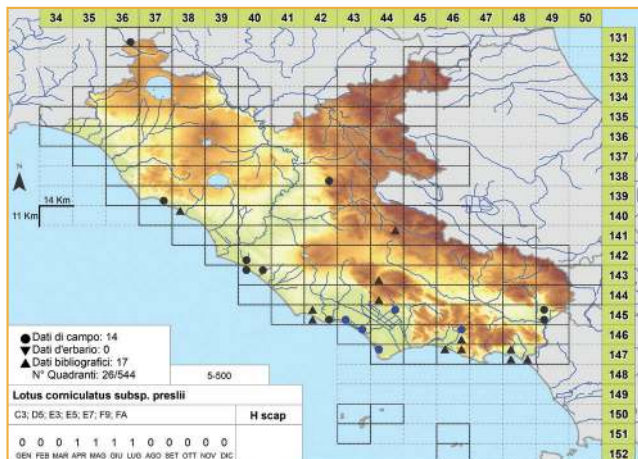 34 35 36 37 38 39 40 41 42 43 44 45 46 47 48 49 50
131
132
133
134
135
136
137
138
139
140
141
142
143
144
145
146
147
148
149
150
151
152
N
14 Km
11 Km
Dati di campo: 14
Dati d'erbario: 0
Dati bibliografici: 17
N° Quadranti: 26/544
5-500
Lotus corniculatus subsp. preslii
C3; D5; E3; E5; E7; F9; FA
H scap
0 0 0 1 1 1 1 0 0 0 0 0
GEN FEB MAR APR MAG GIU LUG AGO SET OTT NOV DIC